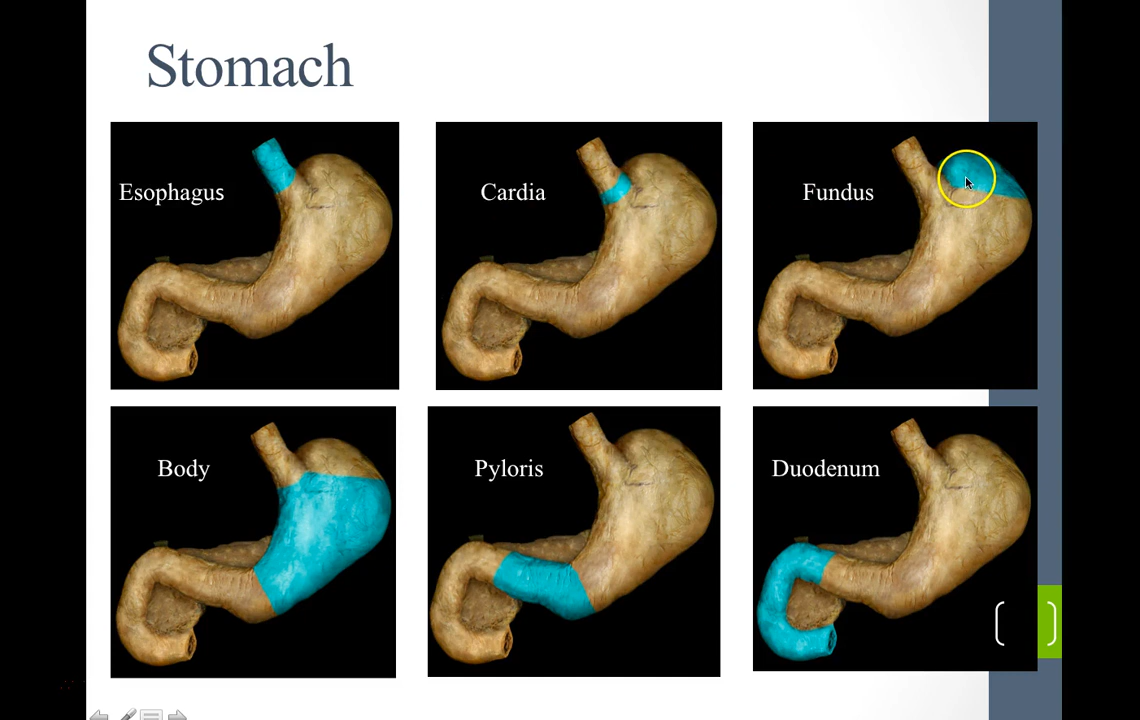 Stomach
Esophagus
Cardia
Fundus
Body
Pyloris
Duodenum